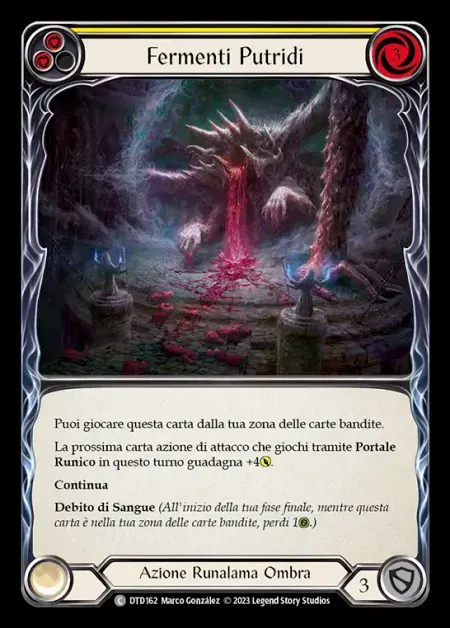 Fermenti Putridi
3
Puoi giocare questa carta dalla tua zona delle carte bandite.
La prossima carta azione di attacco che giochi tramite Portale
Runico in questo turno guadagna +4.
Continua
Debito di Sangue (All'inizio della tua fase finale, mentre questa
carta è nella tua zona delle carte bandite, perdi 1.)
Azione Runalama Ombra
3
C DTD162 Marco González © 2023 Legend Story Studios